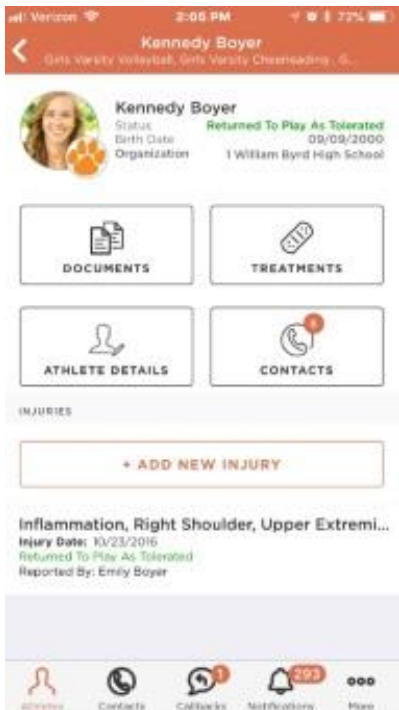 Verizon 2:05 PM 72%
Kennedy Boyer
Girls Varsity Volleyball, Girls Varsity Cheerleading, G...
Kennedy Boyer
Status Returned To Play As Tolerated
Birth Date 09/09/2000
Organization 1 William Byrd High School
DOCUMENTS TREATMENTS
ATHLETE DETAILS CONTACTS
INJURIES
+ ADD NEW INJURY
Inflammation, Right Shoulder, Upper Extremi...
Injury Date: 10/23/2016
Returned To Play As Tolerated
Reported By: Emily Boyer
293
Athletes Contacts Callbacks Notifications More